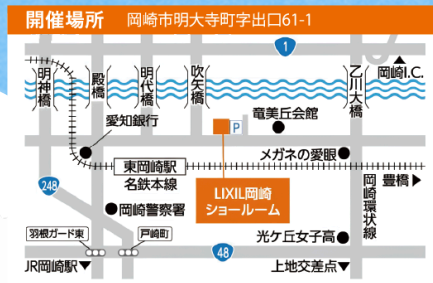 開催場所 岡崎市明大寺町字出口61-1
1
岡崎I.C.
明神橋
殿橋
明代橋
吹矢橋
乙川大橋
愛知銀行
P
竜美丘会館
東岡崎駅
名鉄本線
メガネの愛眼
248
LIXIL岡崎
ショールーム
岡崎環状線
豊橋
岡崎警察署
羽根ガード東
戸崎町
48
光ケ丘女子高
JR岡崎駅
上地交差点